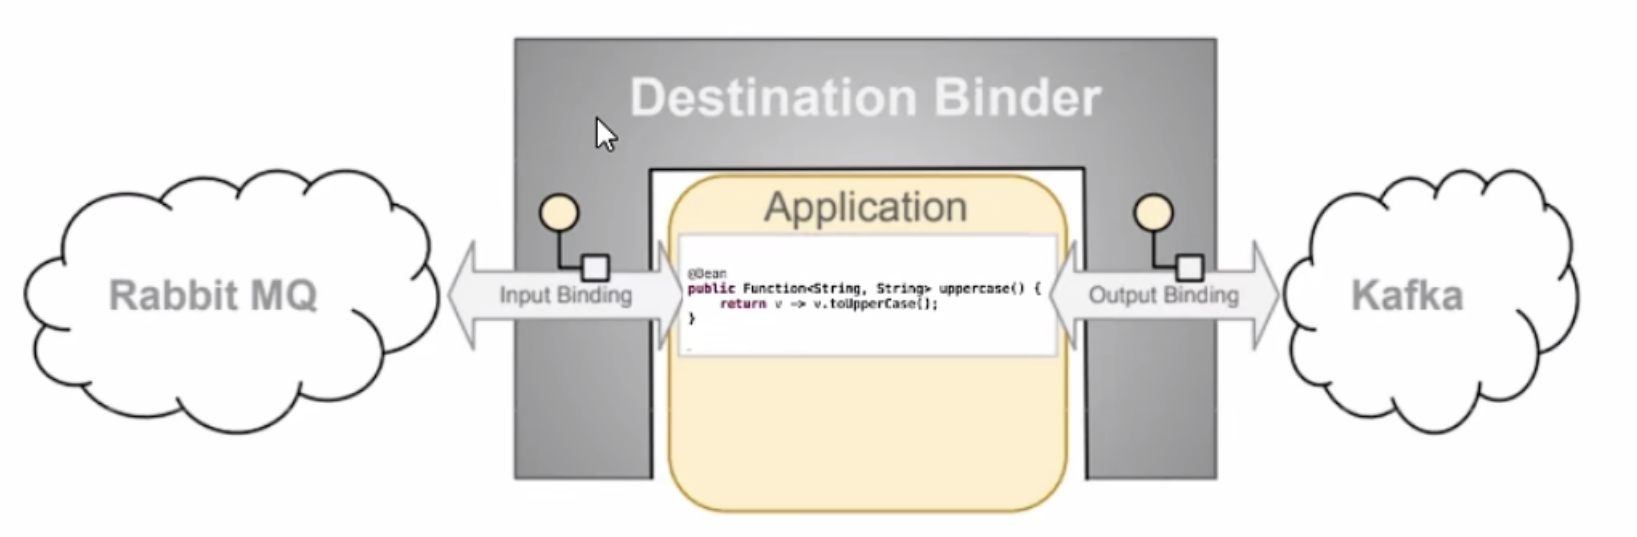 Destination Binder
Application
Rabbit MQ
Input Binding
@Bean
public Function<String, String> uppercase() {
return v -> v.toUpperCase();
}
Output Binding
Kafka